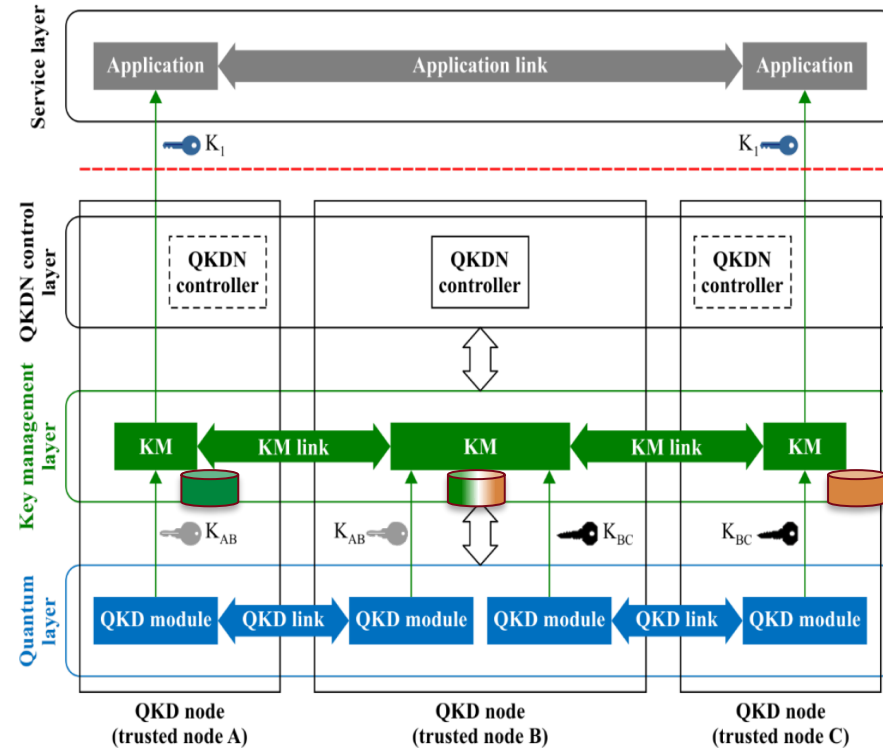 Service layer
Application
Application link
Application
K1
K1
QKDN control
layer
QKDN
controller
QKDN
controller
QKDN
controller
Key management
layer
KM
KM link
KM
KM link
KM
KAB
KAB
KBC
KBC
Quantum
layer
QKD module
QKD link
QKD module
QKD module
QKD link
QKD module
QKD node
(trusted node A)
QKD node
(trusted node B)
QKD node
(trusted node C)